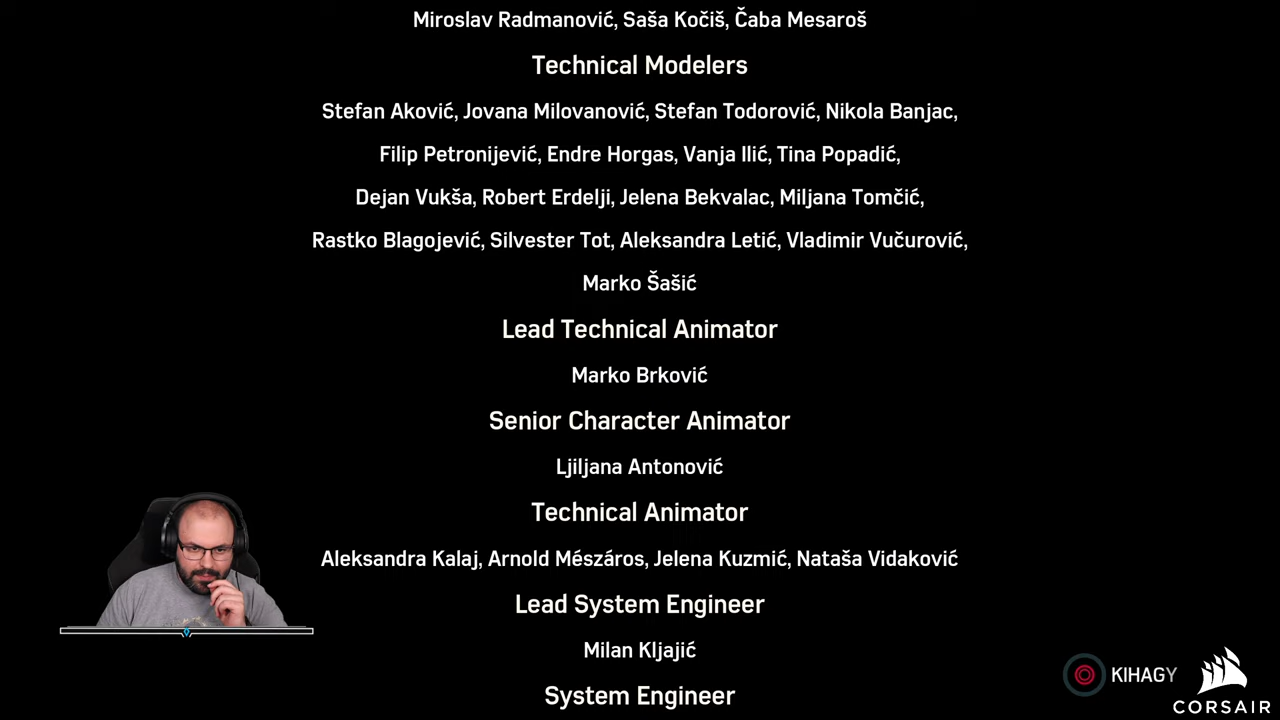 Miroslav Radmanović, Saša Kočiš, Čaba Mesaroš
Technical Modelers
Stefan Aković, Jovana Milovanović, Stefan Todorović, Nikola Banjac,
Filip Petronijević, Endre Horgas, Vanja Ilić, Tina Popadić,
Dejan Vukša, Robert Erdelji, Jelena Bekvalac, Miljana Tomčić,
Rastko Blagojević, Silvester Tot, Aleksandra Letić, Vladimir Vučurović,
Marko Šašić
Lead Technical Animator
Marko Brković
Senior Character Animator
Ljiljana Antonović
Technical Animator
Aleksandra Kalaj, Arnold Mészáros, Jelena Kuzmić, Nataša Vidaković
Lead System Engineer
Milan Kljajić
System Engineer
KIHAGY
CORSAIR